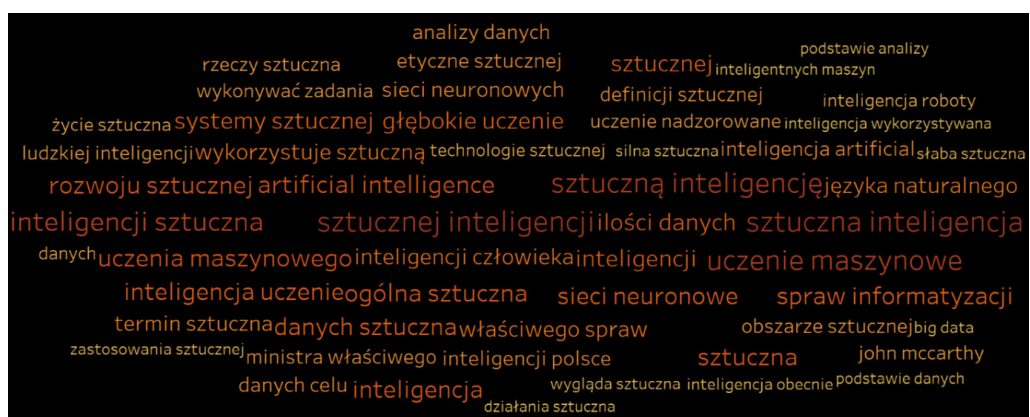 analizy danych
podstawie analizy
rzeczy sztuczna etyczne sztucznej sztucznej inteligentnych maszyn
wykonywać zadania sieci neuronowych definicji sztucznej inteligencja roboty
życie sztuczna systemy sztucznej głębokie uczenie uczenie nadzorowane inteligencja wykorzystywana
ludzkiej inteligencji wykorzystuje sztuczną technologie sztucznej silna sztuczna inteligencja artificial słaba sztuczna
rozwoju sztucznej artificial intelligence sztuczną inteligencję języka naturalnego
inteligencji sztuczna sztucznej inteligencji ilości danych sztuczna inteligencja
danych uczenia maszynowego inteligencji człowieka inteligencji uczenie maszynowe
inteligencja uczenie ogólna sztuczna sieci neuronowe spraw informatyzacji
termin sztuczna danych sztuczna właściwego spraw obszarze sztucznej big data
zastosowania sztucznej ministra właściwego inteligencji polsce sztuczna john mccarthy
danych celu inteligencja wygląda sztuczna inteligencja obecnie podstawie danych
działania sztuczna